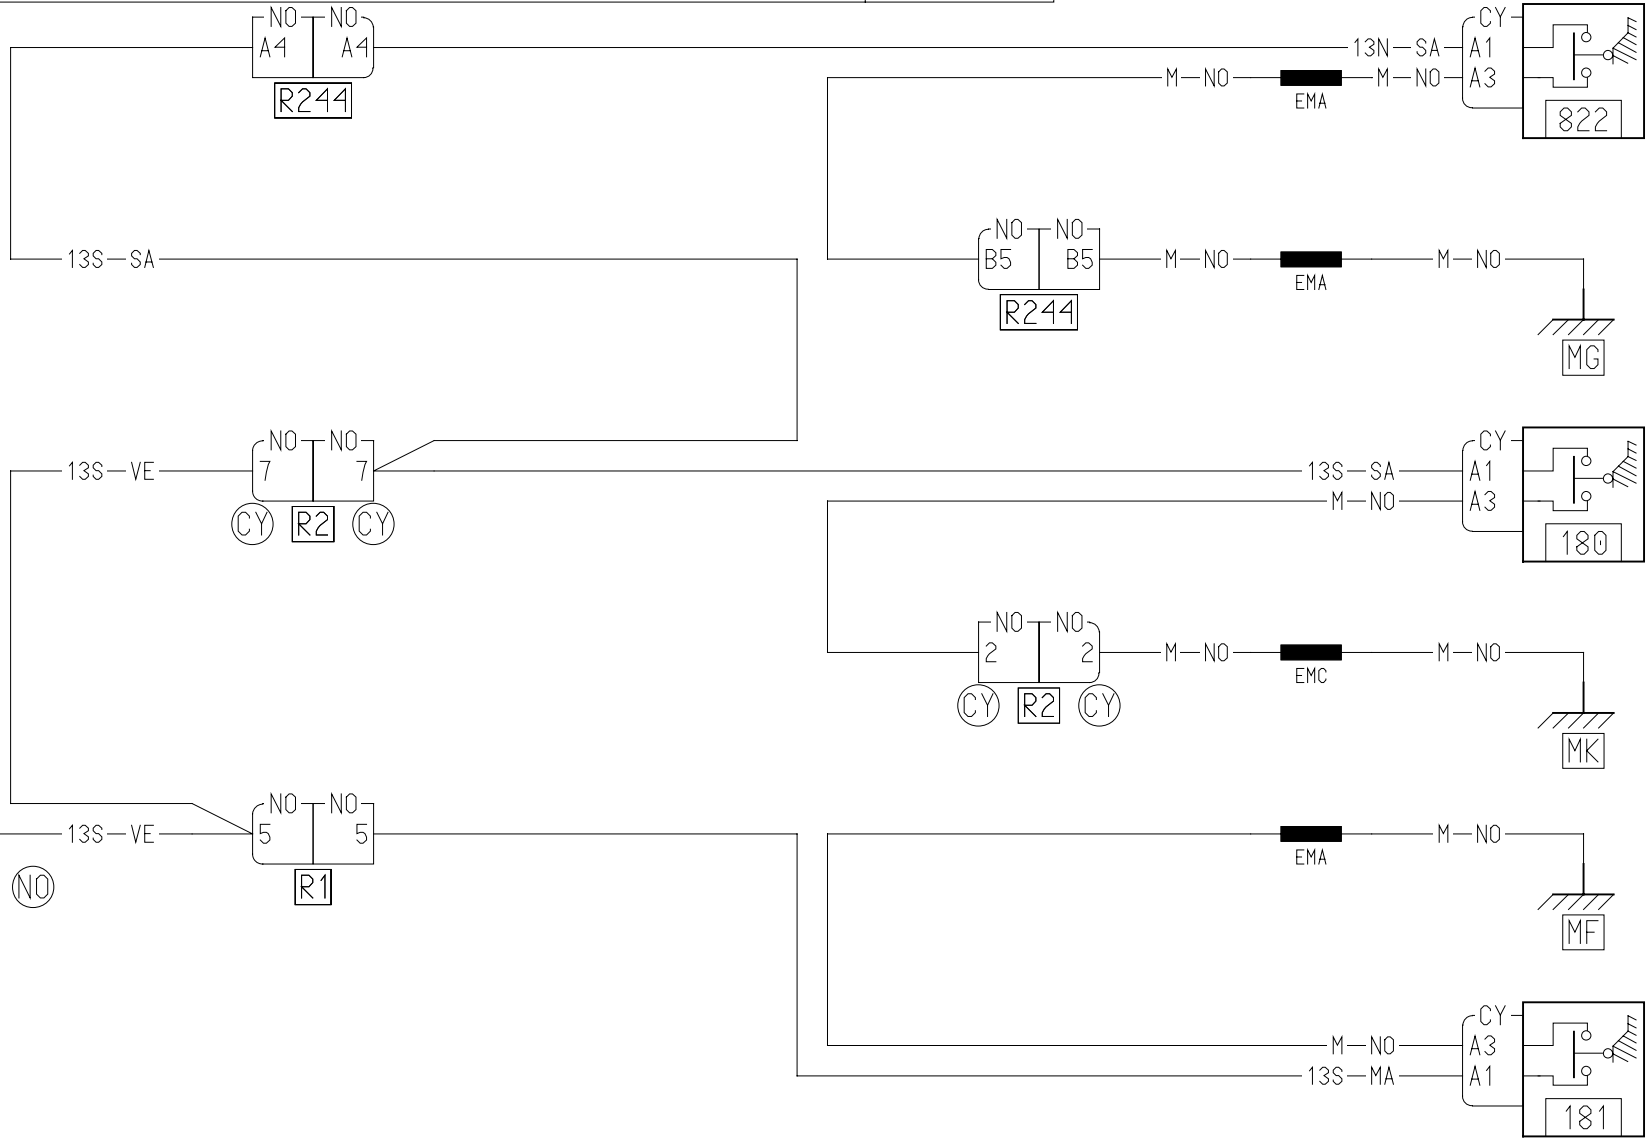 NO NO CY
A4 A4 13N SA A1
M NO M NO A3
R244 EMA 822
NO NO
13S SA B5 B5 M NO M NO
EMA
R244
MG
NO NO CY
13S VE 7 7 13S SA A1
M NO A3
CY R2 CY 180
NO NO
2 2 M NO M NO
EMC
CY R2 CY
MK
NO NO
13S VE 5 5 M NO
EMA
NO R1
MF
CY
M NO A3
13S MA A1
181